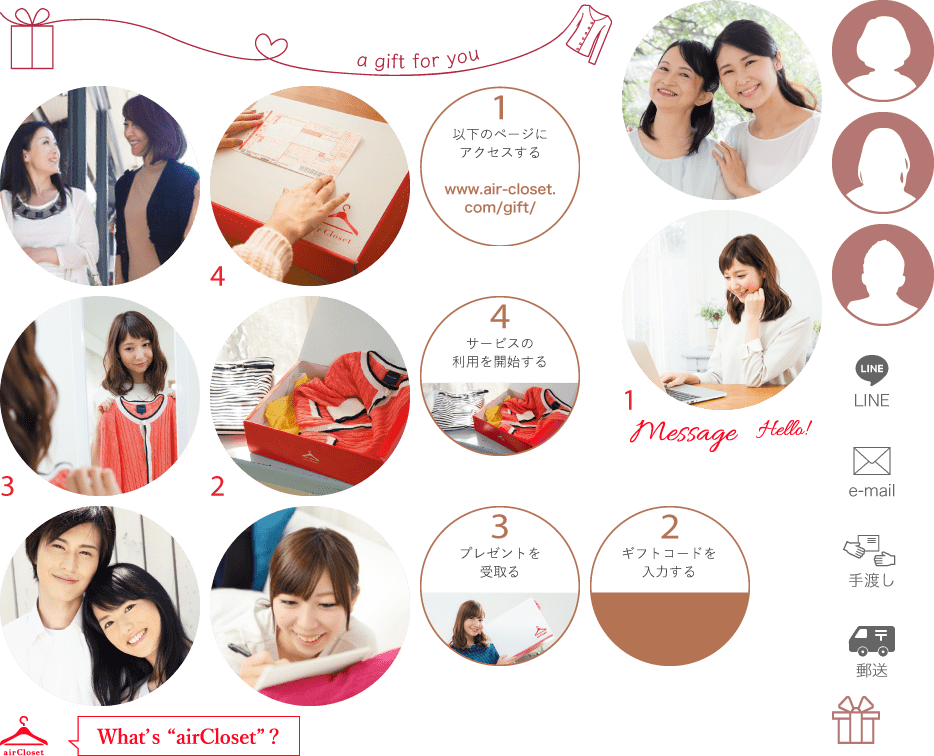 a gift for you
1
以下のページに
アクセスする
www.air-closet.
com/gift/
4
airCloset
4
サービスの
利用を開始する
3
2
1
Message Hello!
LINE
LINE
e-mail
手渡し
郵送
3
プレゼントを
受取る
2
ギフトコードを
入力する
airCloset
What's “airCloset”?